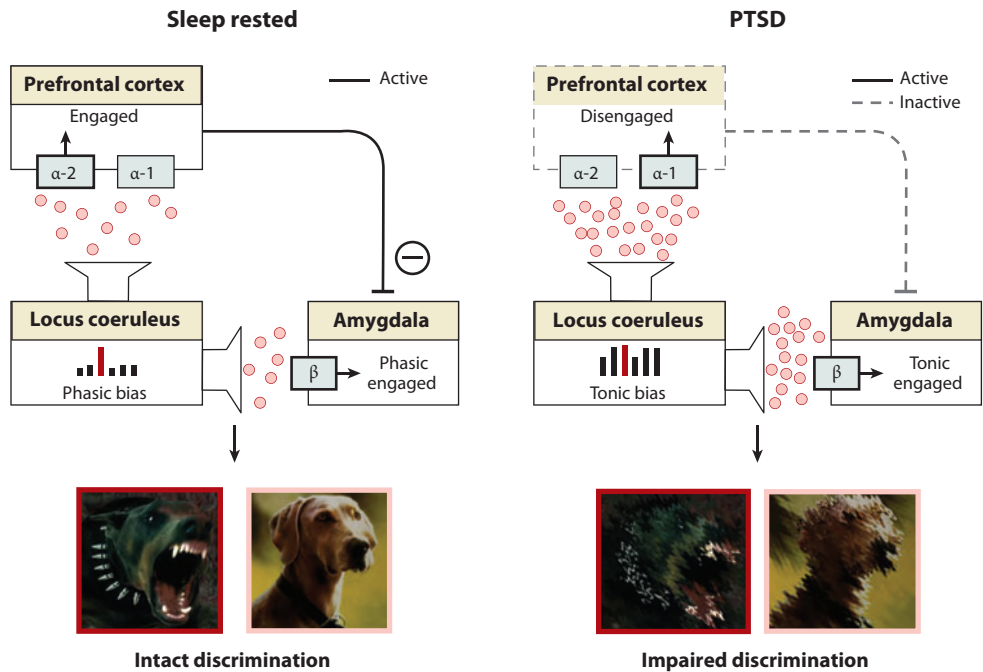 Sleep rested
Prefrontal cortex
Engaged
α-2
α-1
Active
Locus coeruleus
Phasic bias
Amygdala
β
Phasic
engaged
Intact discrimination
PTSD
Prefrontal cortex
Disengaged
α-2
α-1
Active
Inactive
Locus coeruleus
Tonic bias
Amygdala
β
Tonic
engaged
Impaired discrimination